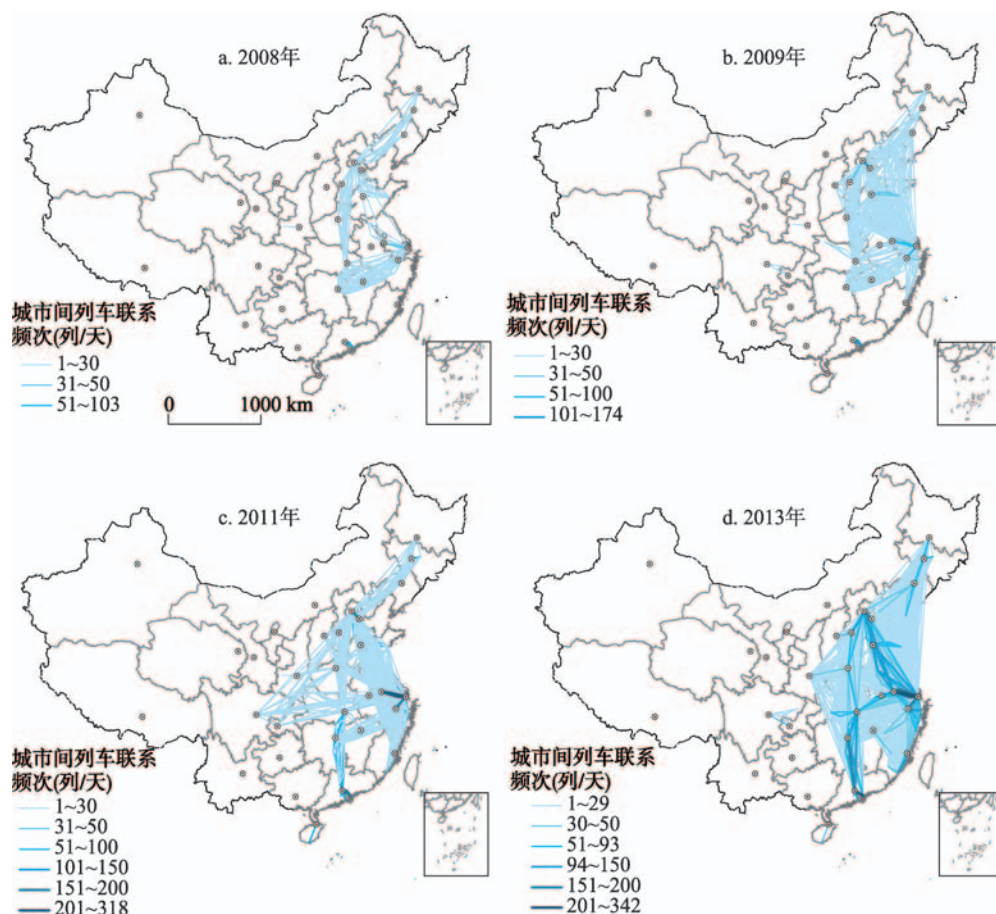 a. 2008年
城市间列车联系
频次(列/天)
1~30
31~50
51~103
0 1000 km
b. 2009年
城市间列车联系
频次(列/天)
1~30
31~50
51~100
101~174
c. 2011年
城市间列车联系
频次(列/天)
1~30
31~50
51~100
101~150
151~200
201~318
d. 2013年
城市间列车联系
频次(列/天)
1~29
30~50
51~93
94~150
151~200
201~342